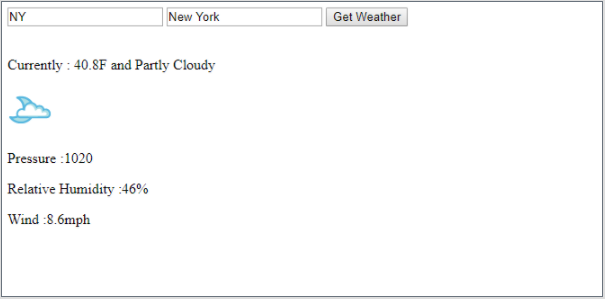 NY New York Get Weather
Currently : 40.8F and Partly Cloudy
Pressure :1020
Relative Humidity :46%
Wind :8.6mph